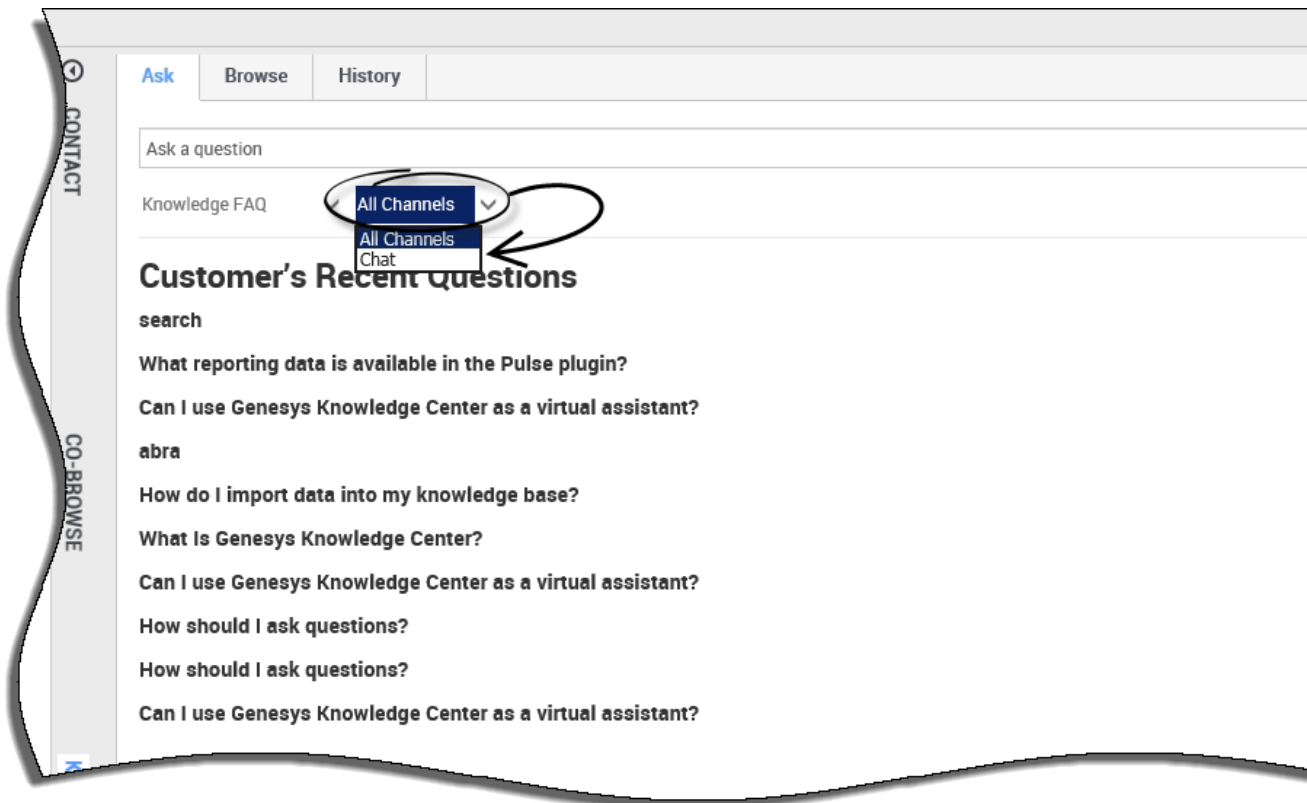 Ask Browse History
CONTACT
Ask a question
Knowledge FAQ All Channels
All Channels
Chat
Customer's Recent Questions
search
What reporting data is available in the Pulse plugin?
Can I use Genesys Knowledge Center as a virtual assistant?
abra
CO-BROWSE
How do I import data into my knowledge base?
What Is Genesys Knowledge Center?
Can I use Genesys Knowledge Center as a virtual assistant?
How should I ask questions?
How should I ask questions?
Can I use Genesys Knowledge Center as a virtual assistant?